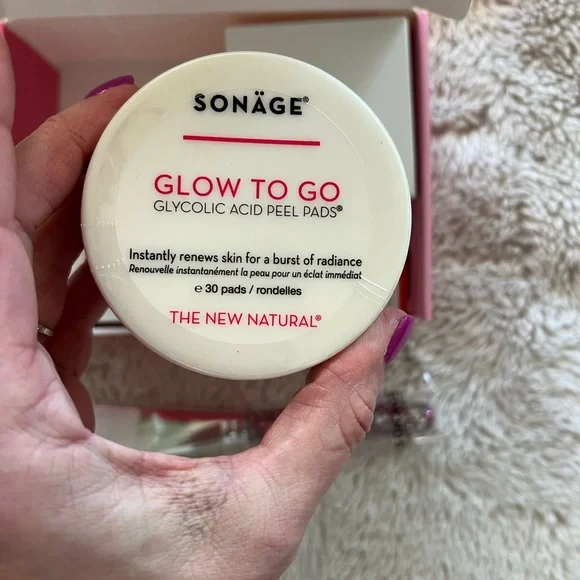 SONÄGE®
GLOW TO GO
GLYCOLIC ACID PEEL PADS®
Instantly renews skin for a burst of radiance
Renouvelle instantanément la peau pour un éclat immédiat
℮ 30 pads / rondelles
THE NEW NATURAL®